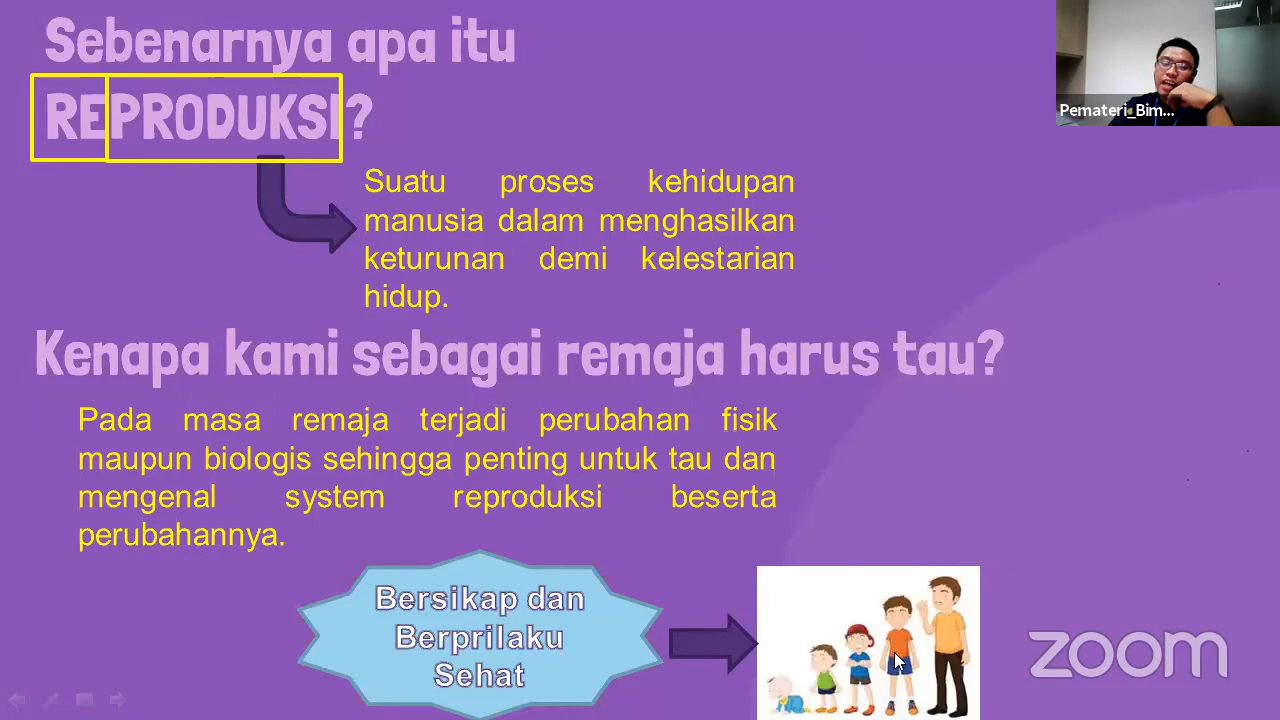 Sebenarnya apa itu
REPRODUKSI?
Pemateri_Bim...
Suatu proses kehidupan
manusia dalam menghasilkan
keturunan demi kelestarian
hidup.
Kenapa kami sebagai remaja harus tau?
Pada masa remaja terjadi perubahan fisik
maupun biologis sehingga penting untuk tau dan
mengenal system reproduksi beserta
perubahannya.
Bersikap dan
Berprilaku
Sehat
zoom